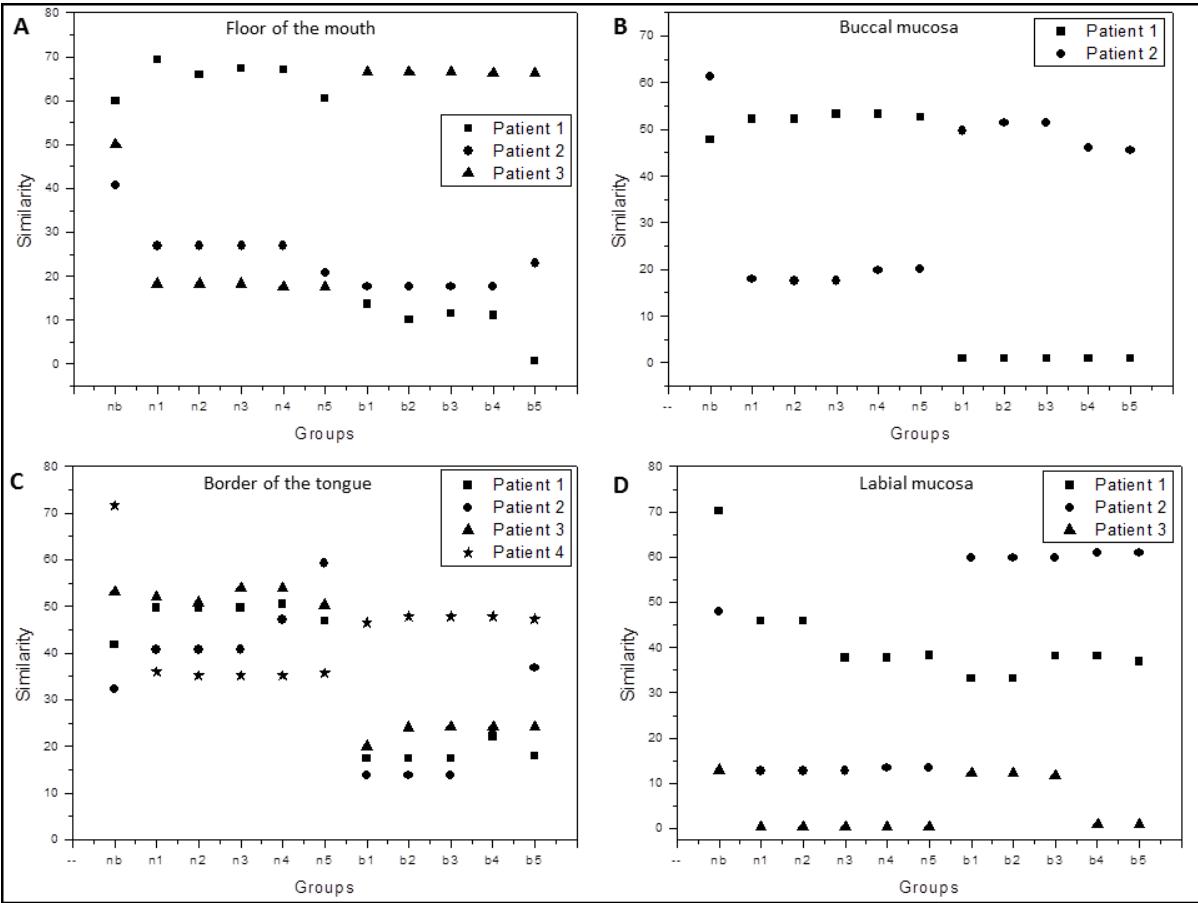 A
Floor of the mouth
80
70
60
50
40
30
20
10
0
Similarity
Patient 1
Patient 2
Patient 3
nb n1 n2 n3 n4 n5 b1 b2 b3 b4 b5
Groups
B
Buccal mucosa
70
60
50
40
30
20
10
0
Similarity
Patient 1
Patient 2
-- nb n1 n2 n3 n4 n5 b1 b2 b3 b4 b5
Groups
C
Border of the tongue
80
70
60
50
40
30
20
10
0
Similarity
Patient 1
Patient 2
Patient 3
Patient 4
-- nb n1 n2 n3 n4 n5 b1 b2 b3 b4 b5
Groups
D
Labial mucosa
80
70
60
50
40
30
20
10
0
Similarity
Patient 1
Patient 2
Patient 3
-- nb n1 n2 n3 n4 n5 b1 b2 b3 b4 b5
Groups